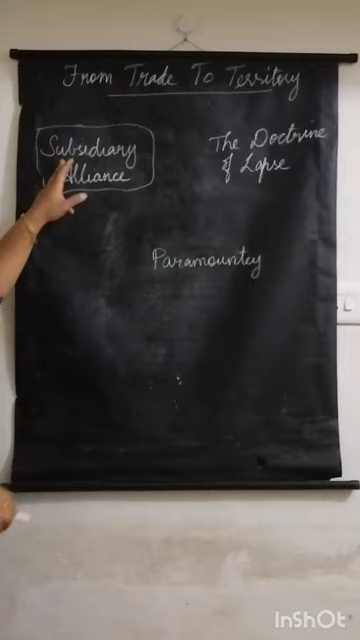 From Trade To Territory
Subsidiary
Alliance
The Doctrine
of Lapse
Paramountcy
InShOt